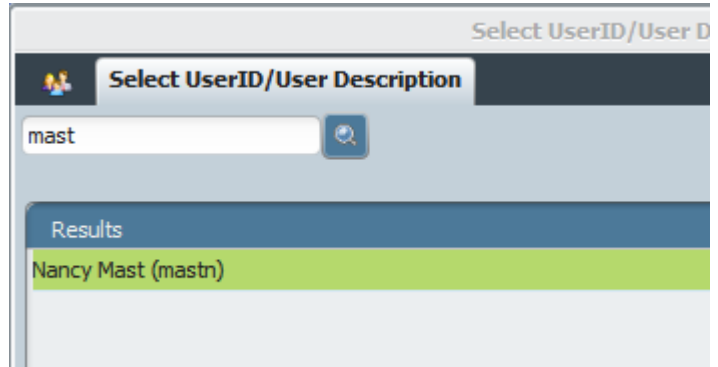 Select UserID/User D
Select UserID/User Description
mast
Results
Nancy Mast (mastn)